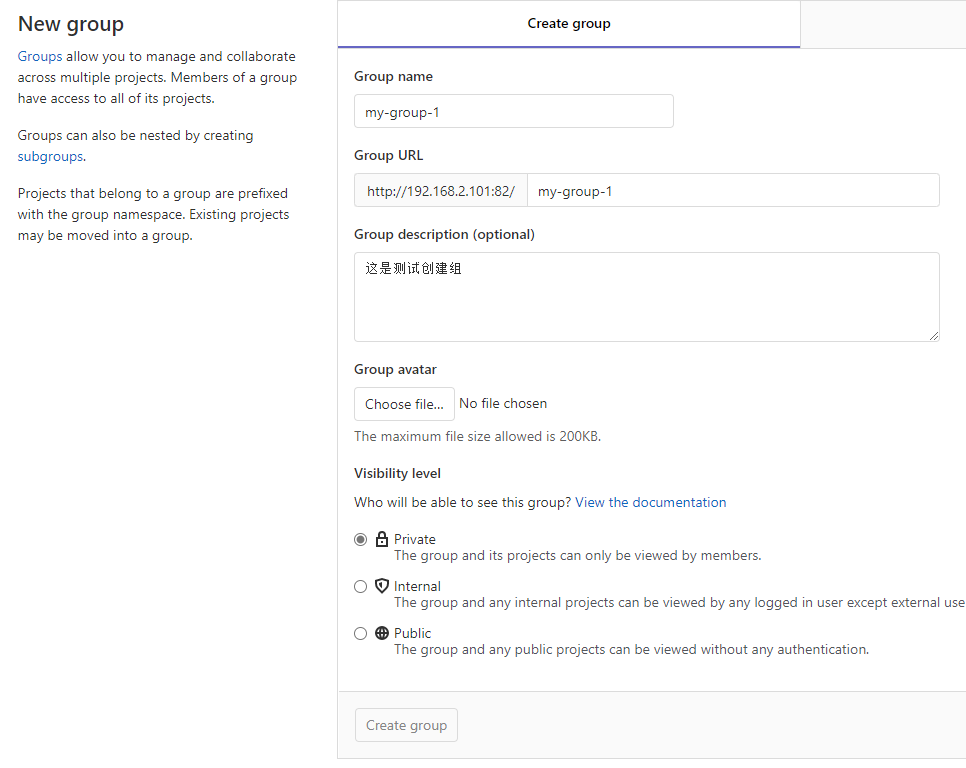 New group
Groups allow you to manage and collaborate
across multiple projects. Members of a group
have access to all of its projects.
Groups can also be nested by creating
subgroups.
Projects that belong to a group are prefixed
with the group namespace. Existing projects
may be moved into a group.
Create group
Group name
my-group-1
Group URL
http://192.168.2.101:82/ my-group-1
Group description (optional)
这是测试创建组
Group avatar
Choose file... No file chosen
The maximum file size allowed is 200KB.
Visibility level
Who will be able to see this group? View the documentation
Private
The group and its projects can only be viewed by members.
Internal
The group and any internal projects can be viewed by any logged in user except external use
Public
The group and any public projects can be viewed without any authentication.
Create group